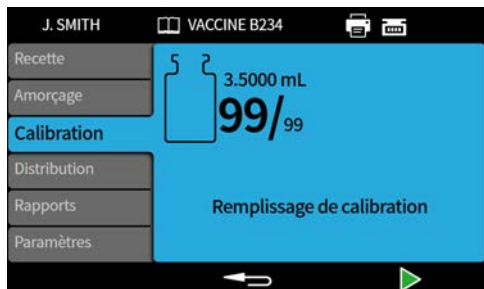 J. SMITH
VACCINE B234
Recette
Amorçage
Calibration
Distribution
Rapports
Paramètres
3.5000 mL
99/99
Remplissage de calibration